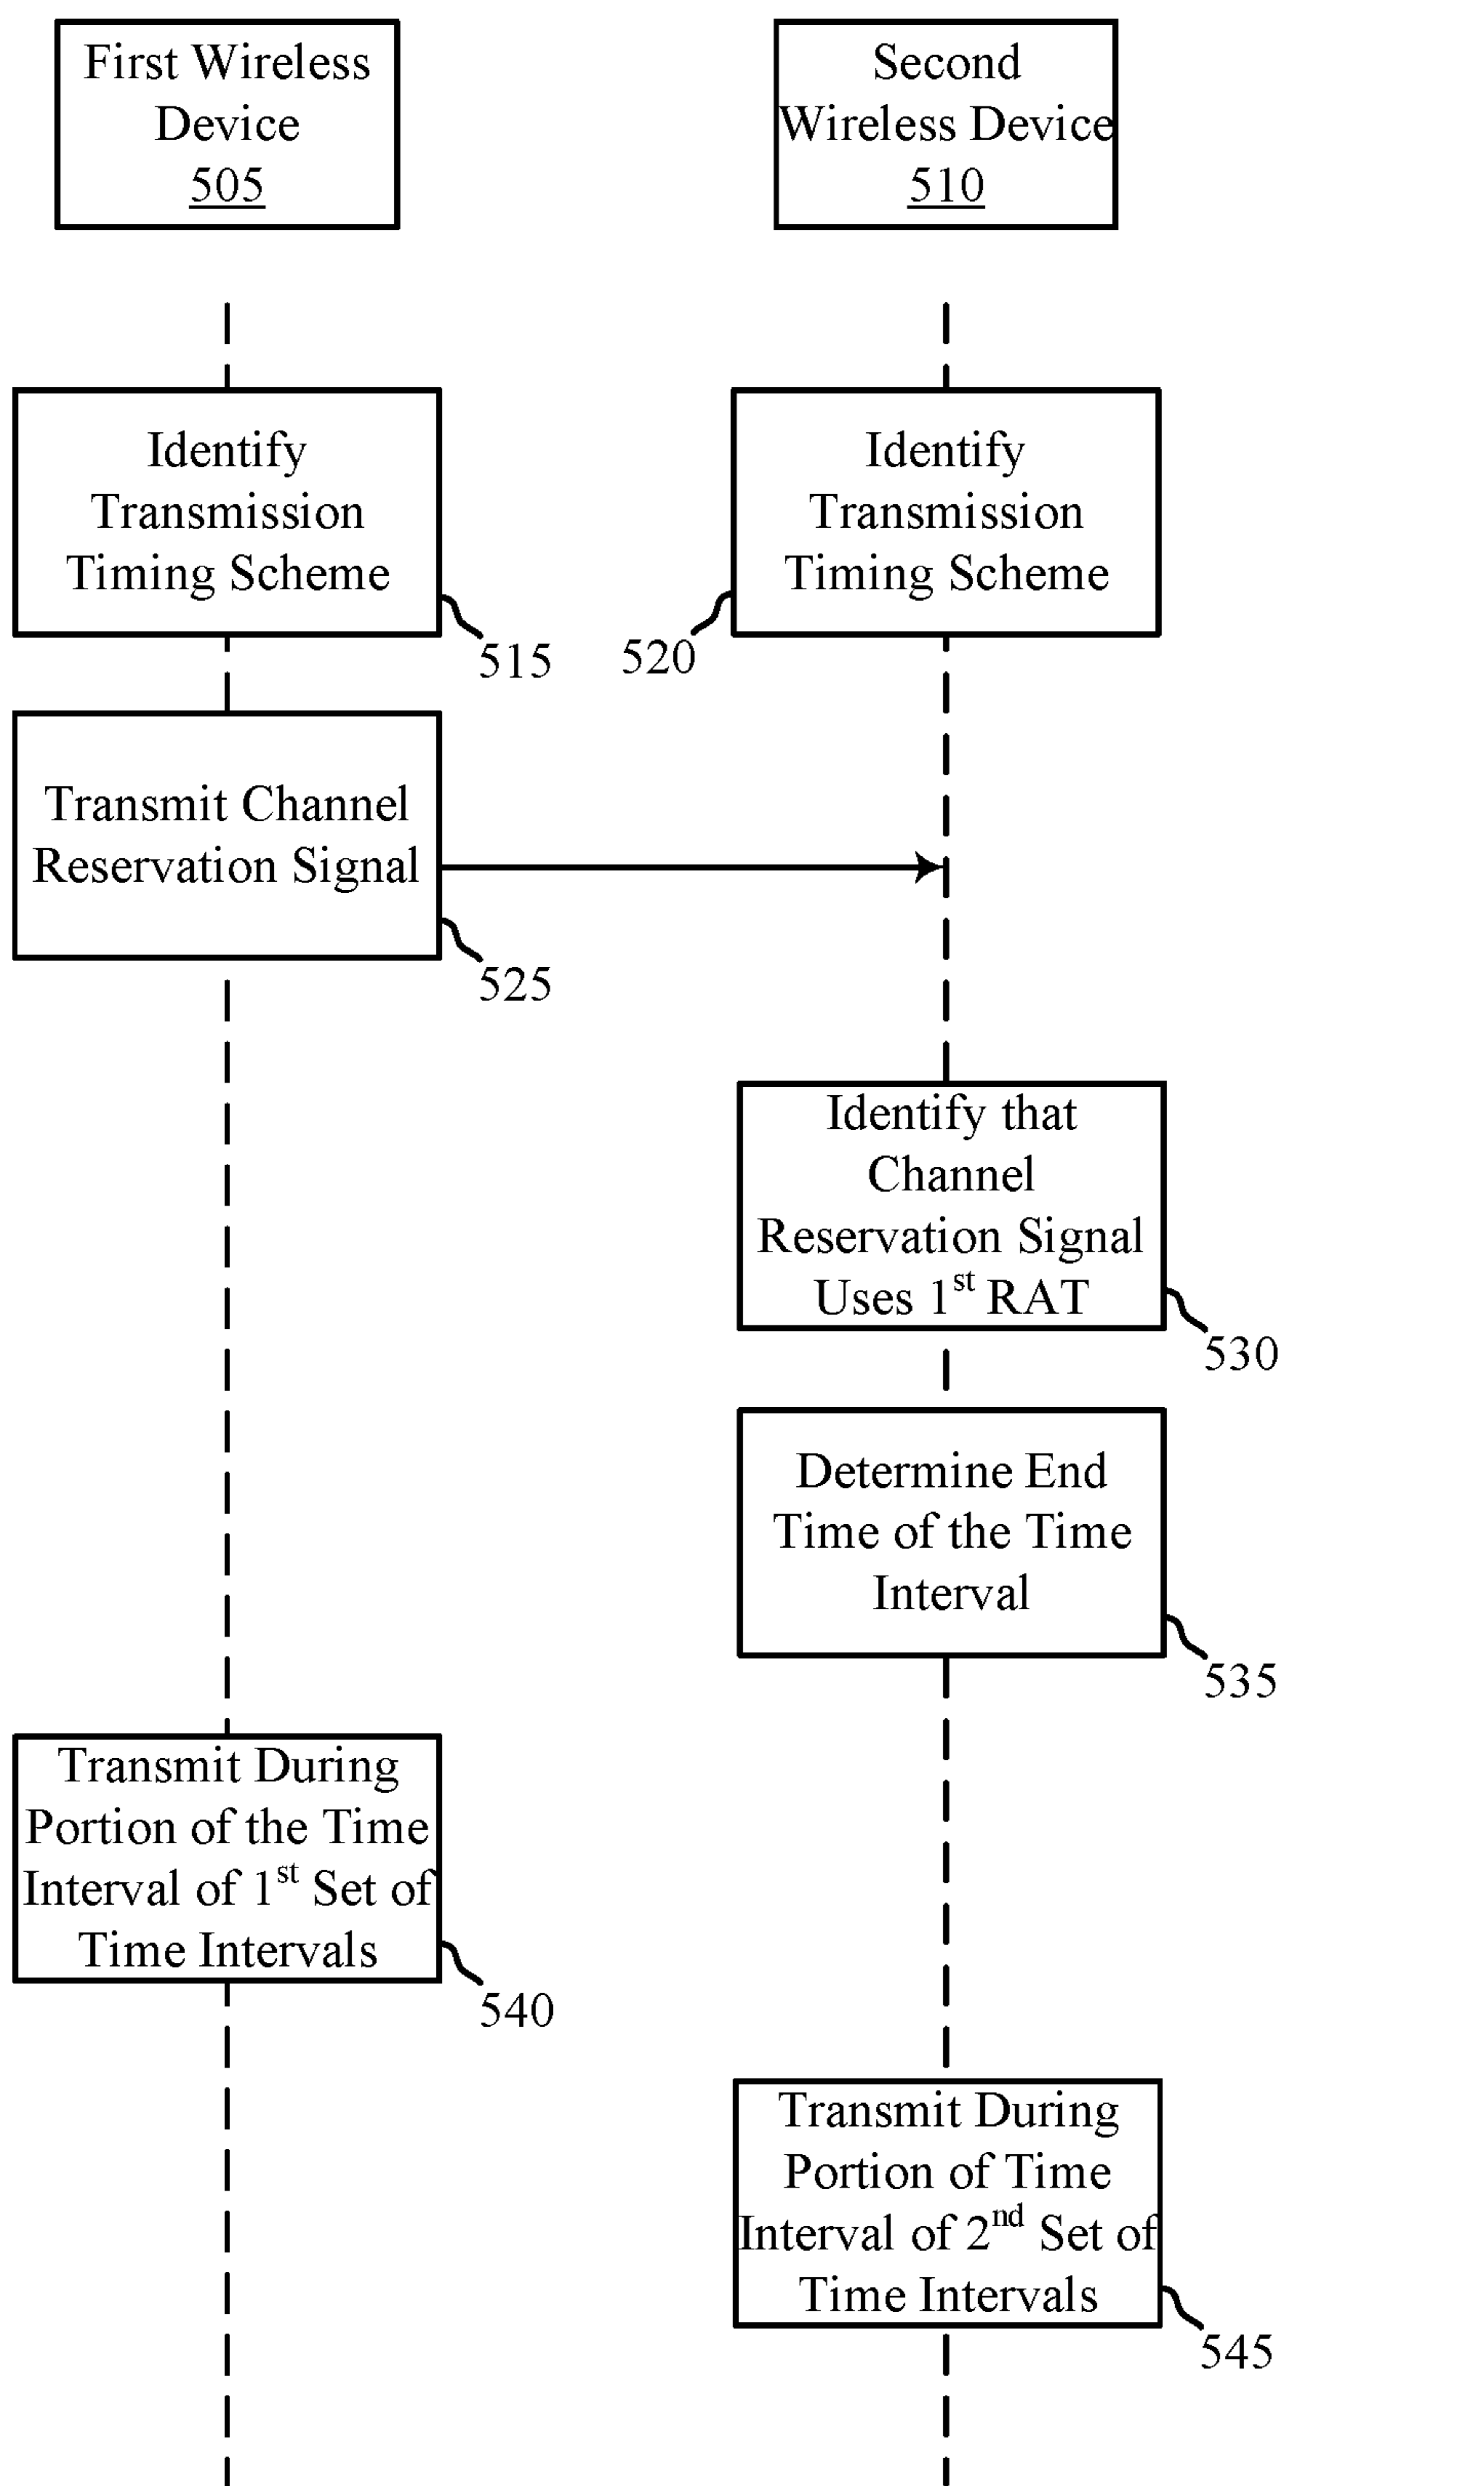 First Wireless
Device
505
Second
Wireless Device
510
Identify
Transmission
Timing Scheme
515
Identify
Transmission
Timing Scheme
520
Transmit Channel
Reservation Signal
525
Identify that
Channel
Reservation Signal
Uses 1st RAT
530
Determine End
Time of the Time
Interval
535
Transmit During
Portion of the Time
Interval of 1st Set of
Time Intervals
540
Transmit During
Portion of Time
Interval of 2nd Set of
Time Intervals
545